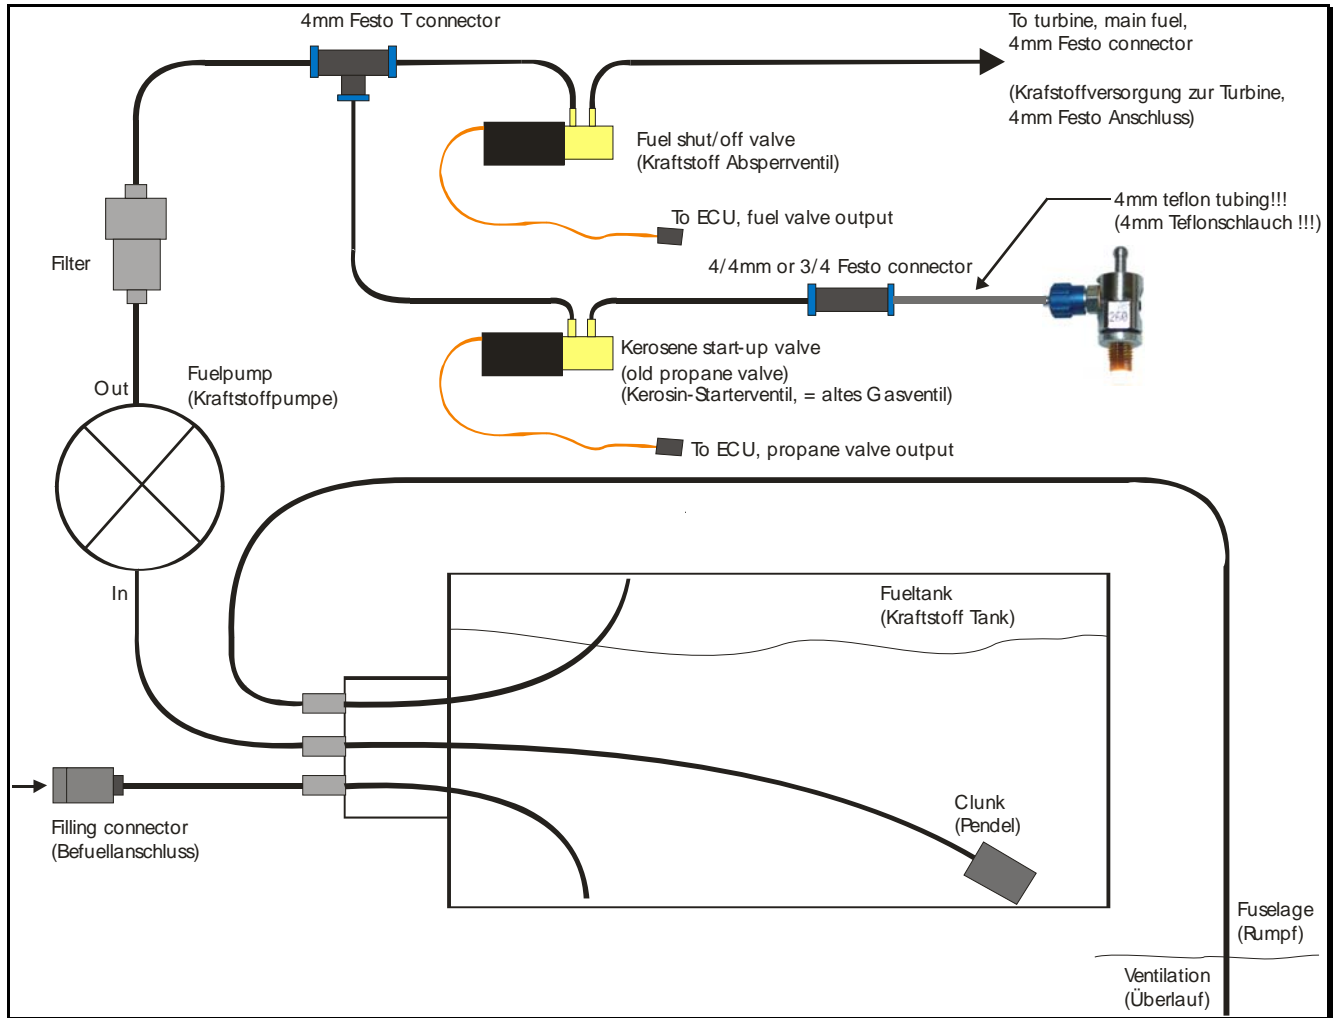 4mm Festo T connector
To turbine, main fuel,
4mm Festo connector
(Krafstoffversorgung zur Turbine,
4mm Festo Anschluss)
Fuel shut/off valve
(Kraftstoff Absperrventil)
4mm teflon tubing!!!
(4mm Teflonschlauch !!!)
To ECU, fuel valve output
Filter
4/4mm or 3/4 Festo connector
260
Kerosene start-up valve
(old propane valve)
(Kerosin-Starterventil, = altes Gasventil)
Out
Fuelpump
(Kraftstoffpumpe)
To ECU, propane valve output
In
Fueltank
(Kraftstoff Tank)
Clunk
(Pendel)
Filling connector
(Befuellanschluss)
Fuselage
(Rumpf)
Ventilation
(Überlauf)